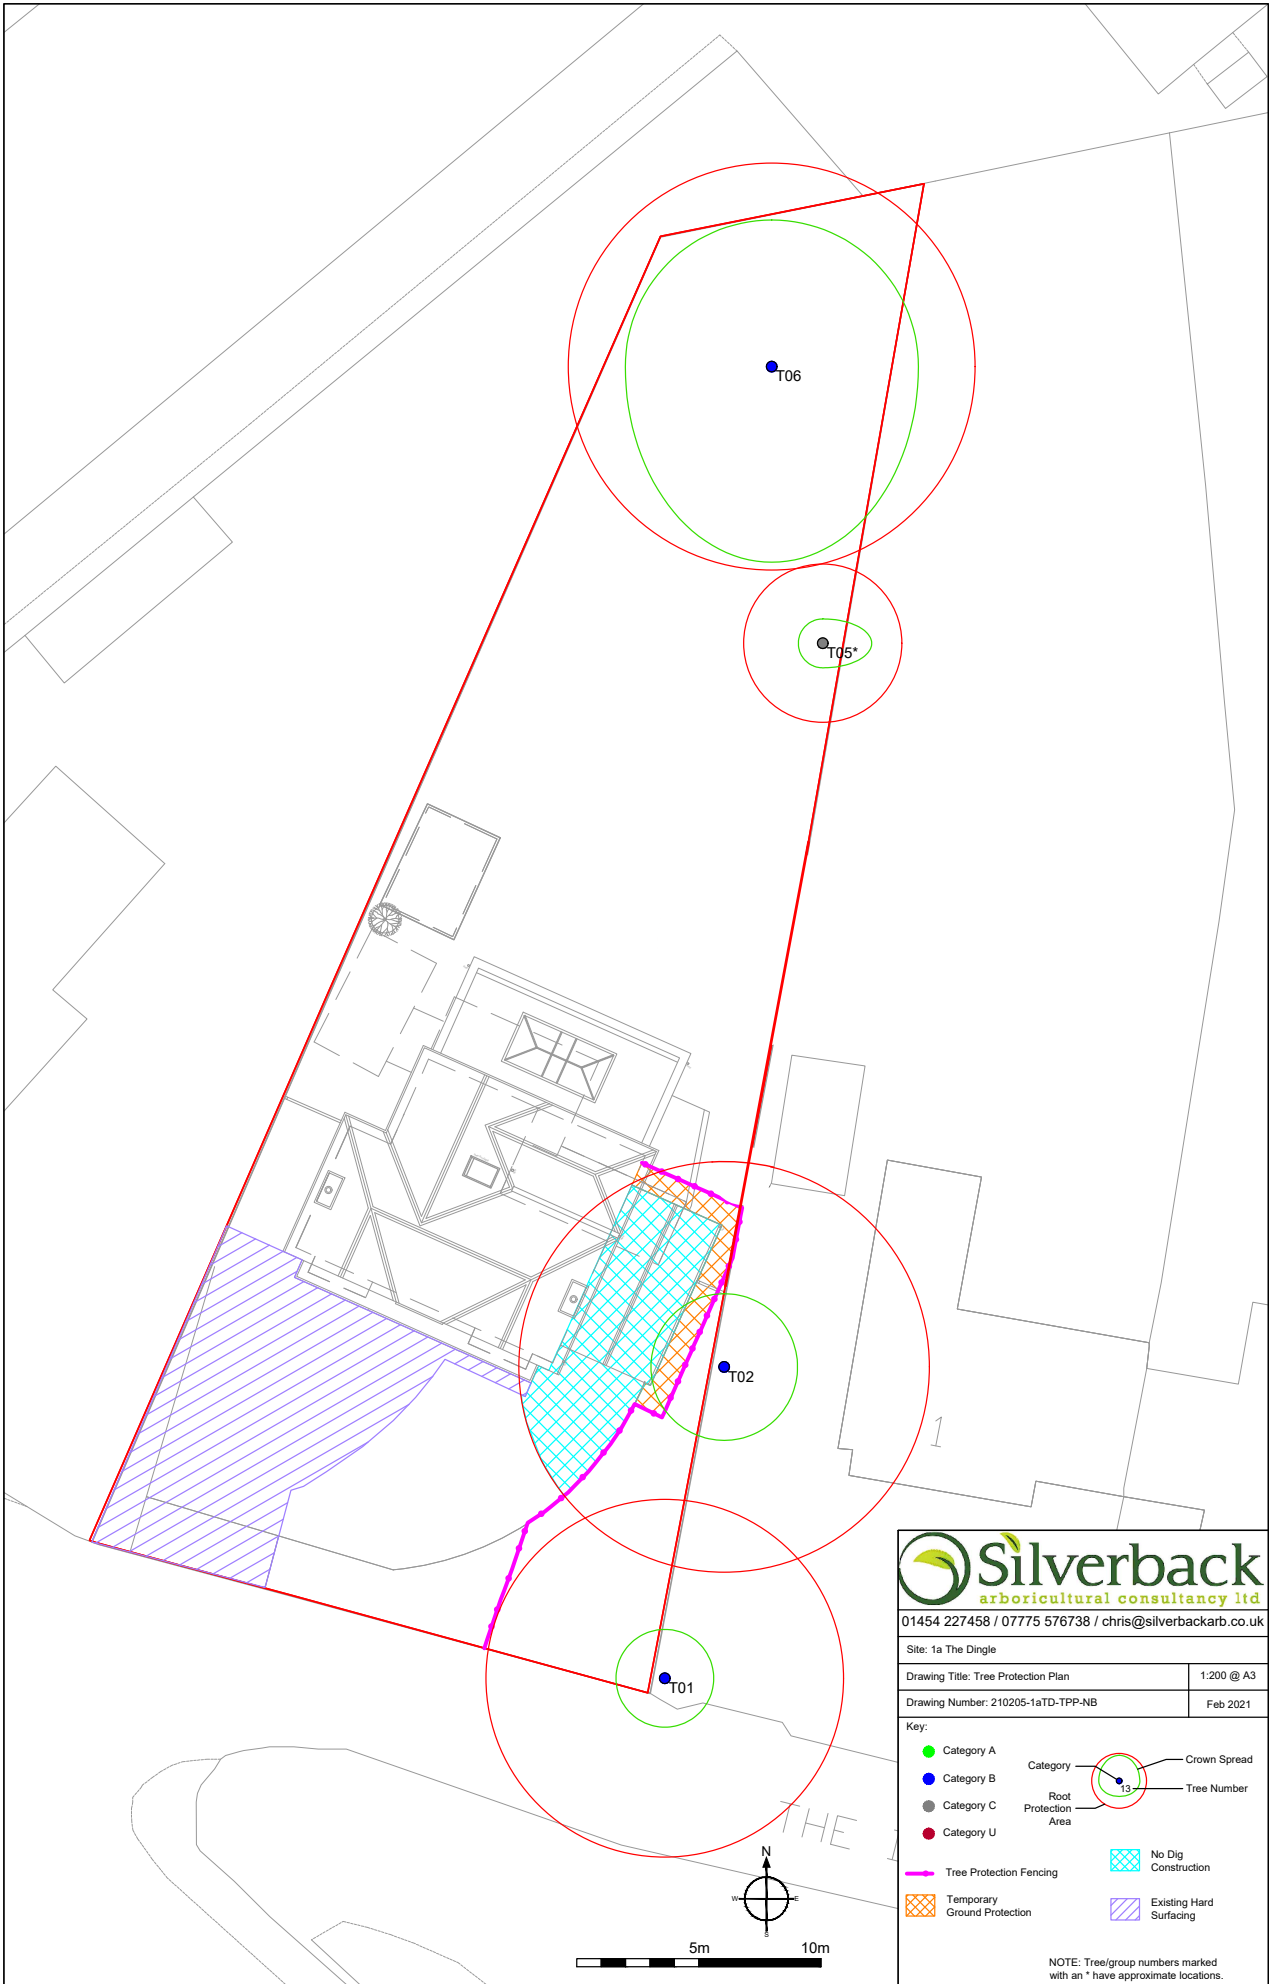 T06
T05*
T02
1
T01
THE
Silverback
arboricultural consultancy ltd
01454 227458 / 07775 576738 / chris@silverbackarb.co.uk
Site: 1a The Dingle
Drawing Title: Tree Protection Plan
1:200 @ A3
Drawing Number: 210205-1aTD-TPP-NB
Feb 2021
Key:
Category A
Category B
Category C
Category U
Category
Crown Spread
13
Tree Number
Root
Protection
Area
Tree Protection Fencing
No Dig
Construction
Temporary
Ground Protection
Existing Hard
Surfacing
NOTE: Tree/group numbers marked
with an * have approximate locations.
N
W
E
S
5m
10m